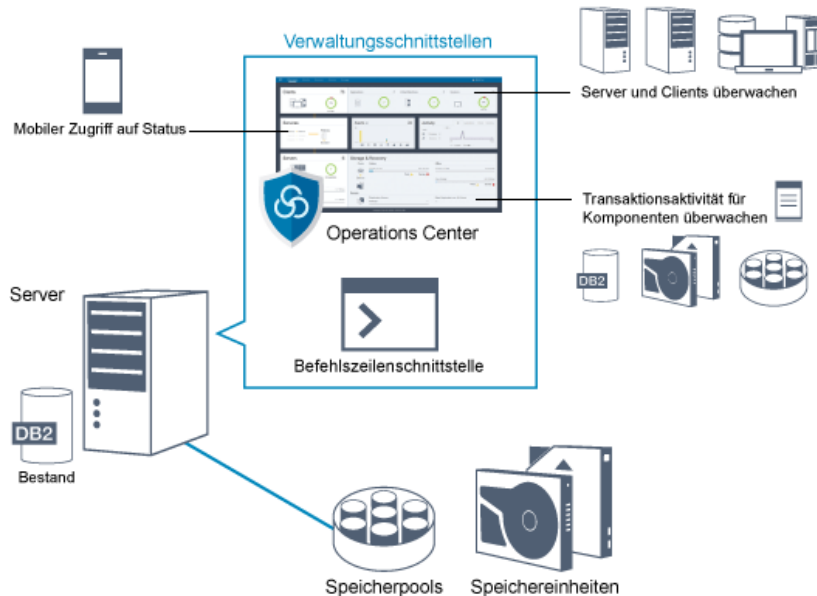 Verwaltungsschnittstellen
Mobiler Zugriff auf Status
Server und Clients überwachen
Transaktionsaktivität für
Komponenten überwachen
DB2
Operations Center
Server
Befehlszeilenschnittstelle
DB2
Bestand
Speicherpools
Speichereinheiten